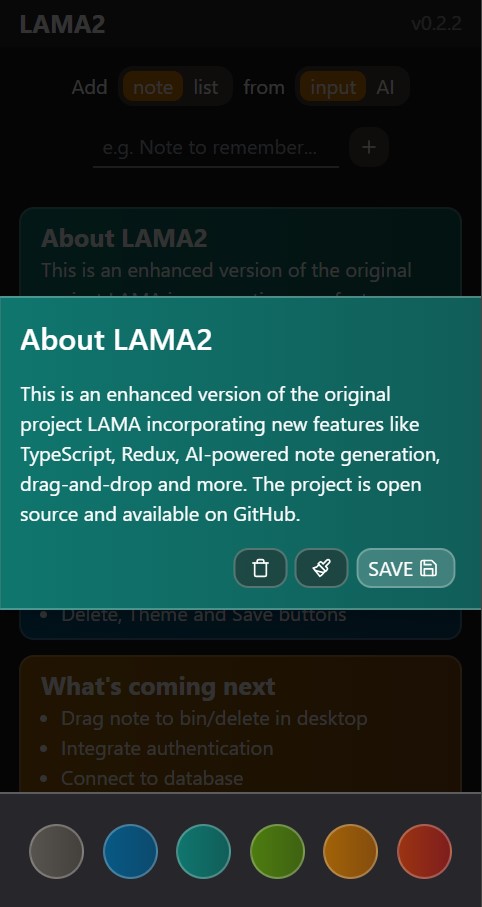 LAMA2
v0.2.2
Add note list from input AI
e.g. Note to remember...
+
About LAMA2
This is an enhanced version of the original
About LAMA2
This is an enhanced version of the original
project LAMA incorporating new features like
TypeScript, Redux, AI-powered note generation,
drag-and-drop and more. The project is open
source and available on GitHub.
SAVE
Delete, Theme and Save buttons
What's coming next
Drag note to bin/delete in desktop
Integrate authentication
Connect to database